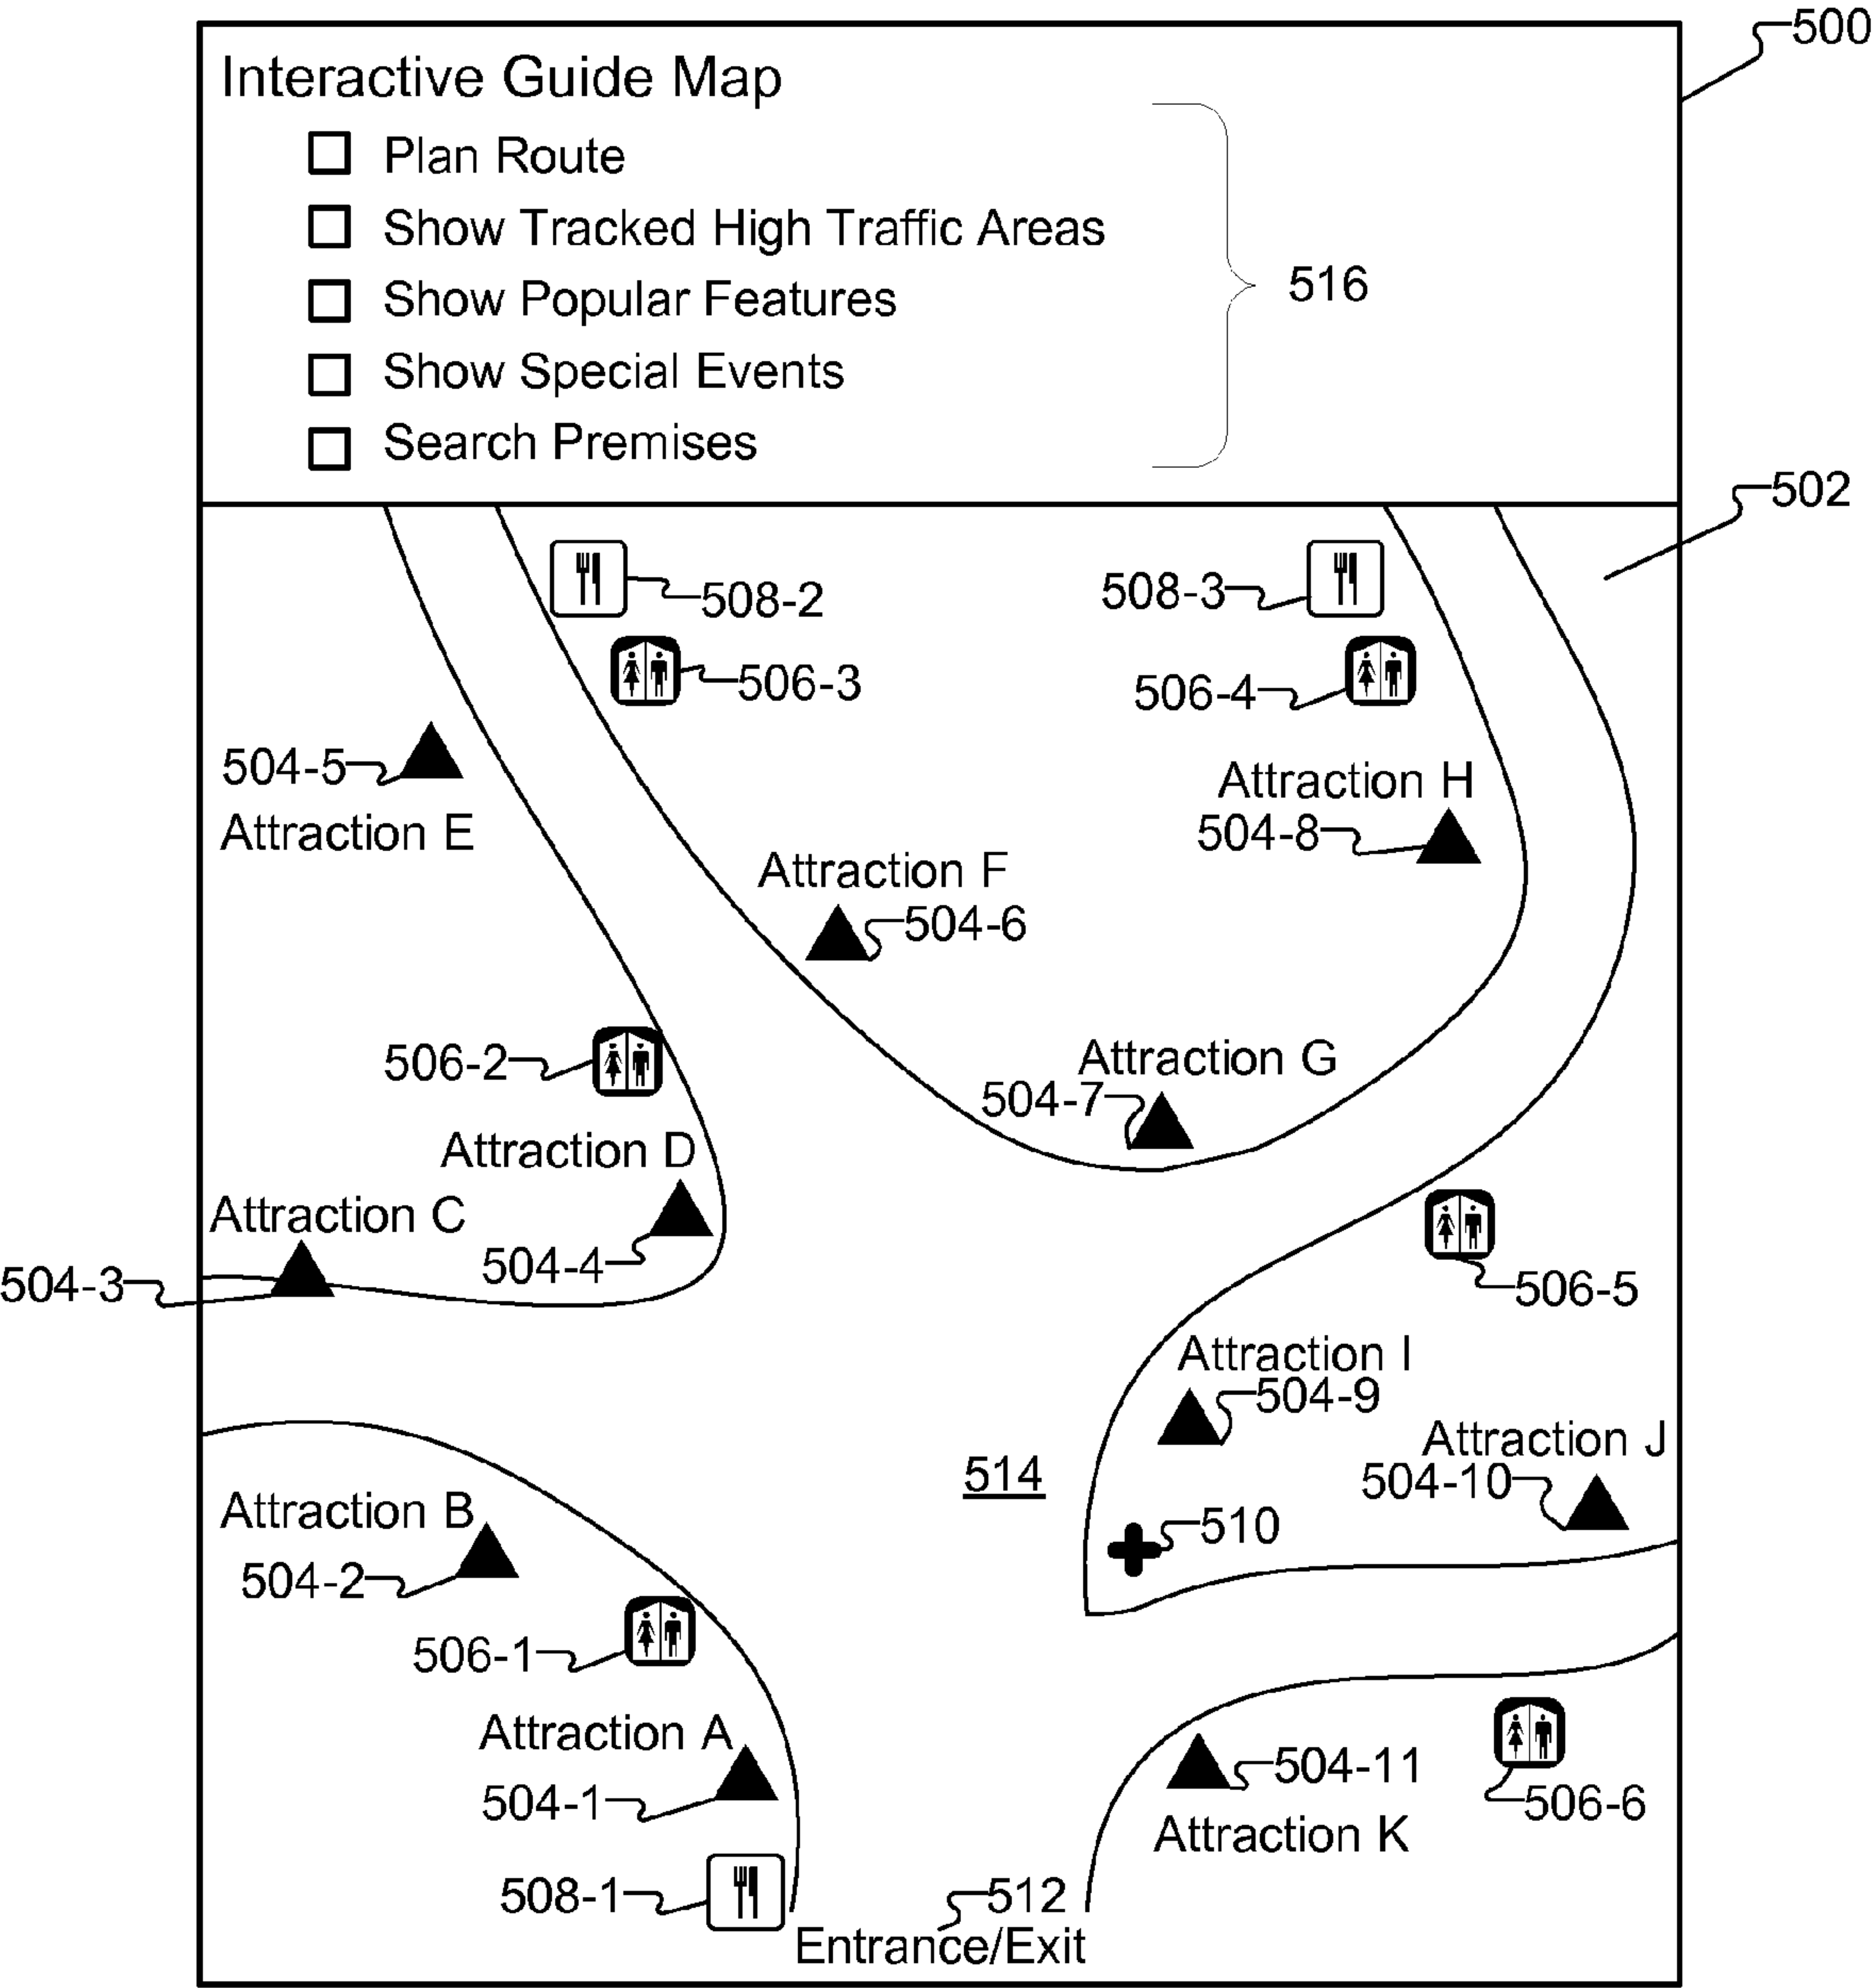 500
Interactive Guide Map
Plan Route
Show Tracked High Traffic Areas
Show Popular Features
516
Show Special Events
Search Premises
502
508-2
508-3
506-3
506-4
504-5
Attraction H
Attraction E
504-8
Attraction F
504-6
506-2
Attraction G
504-7
Attraction D
Attraction C
504-4
504-3
506-5
Attraction I
504-9
Attraction J
514
504-10
Attraction B
510
504-2
506-1
Attraction A
504-11
504-1
506-6
Attraction K
508-1
512
Entrance/Exit